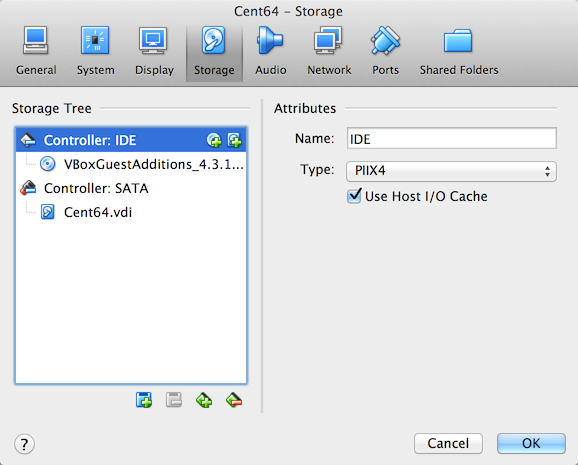 Cent64 – Storage
General System Display Storage Audio Network Ports Shared Folders
Storage Tree
Controller: IDE
VBoxGuestAdditions_4.3.1...
Controller: SATA
Cent64.vdi
Attributes
Name: IDE
Type: PIIX4
Use Host I/O Cache
? Cancel OK